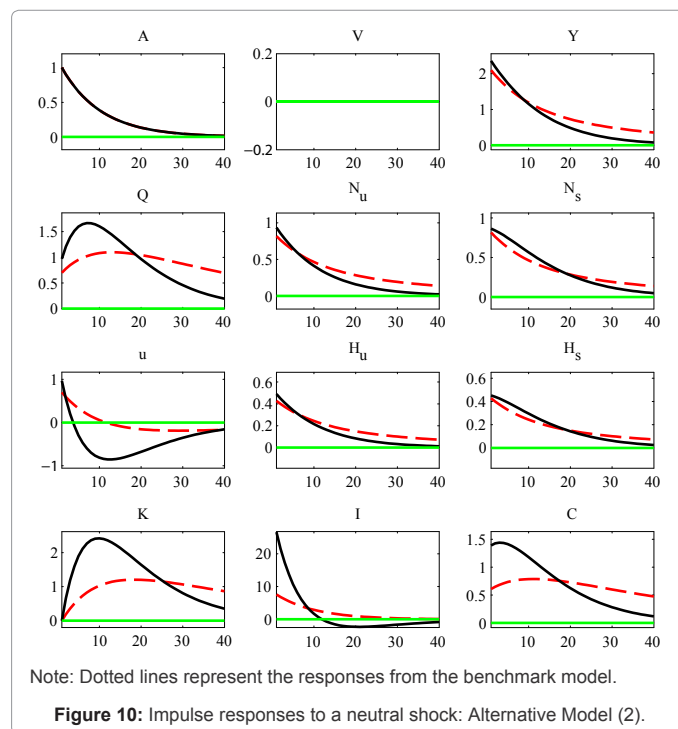 A V Y
1 0.5 0
0.2 0 −0.2
2 1 0
10 20 30 40 10 20 30 40 10 20 30 40
Q N_u N_s
1.5 1 0.5 0
1 0.5 0
1 0.5 0
10 20 30 40 10 20 30 40 10 20 30 40
u H_u H_s
1 0 −1
0.6 0.4 0.2 0
0.6 0.4 0.2 0
10 20 30 40 10 20 30 40 10 20 30 40
K I C
2 1 0
20 10 0
1.5 1 0.5 0
10 20 30 40 10 20 30 40 10 20 30 40
Note: Dotted lines represent the responses from the benchmark model.
Figure 10: Impulse responses to a neutral shock: Alternative Model (2).